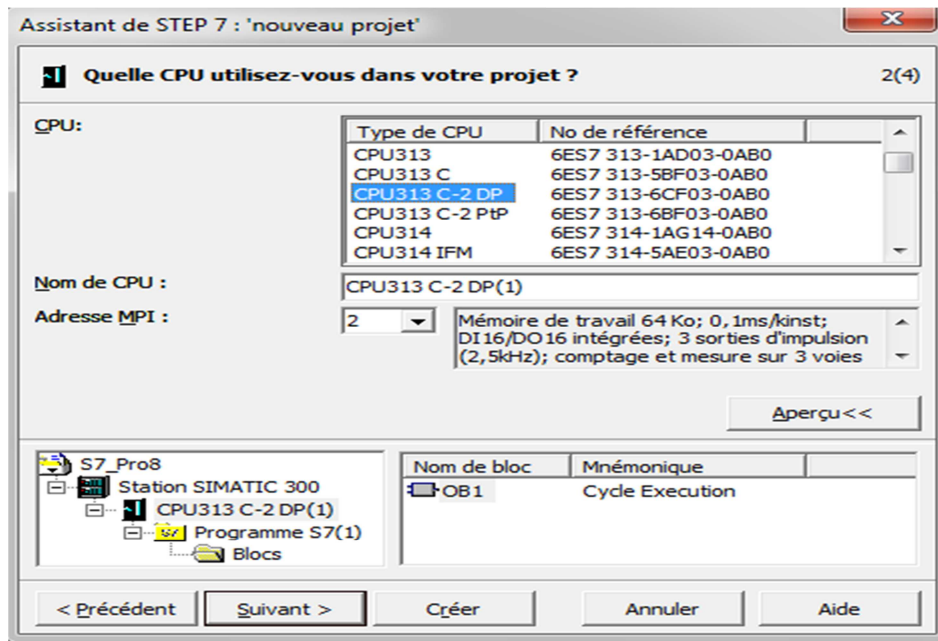 Assistant de STEP 7 : 'nouveau projet'
Quelle CPU utilisez-vous dans votre projet ? 2(4)
CPU:
Type de CPU No de référence
CPU313 6ES7 313-1AD03-0AB0
CPU313 C 6ES7 313-5BF03-0AB0
CPU313 C-2 DP 6ES7 313-6CF03-0AB0
CPU313 C-2 PtP 6ES7 313-6BF03-0AB0
CPU314 6ES7 314-1AG14-0AB0
CPU314 IFM 6ES7 314-5AE03-0AB0
Nom de CPU : CPU313 C-2 DP(1)
Adresse MPI : 2
Mémoire de travail 64 Ko; 0,1ms/kinst;
DI16/DO16 intégrées; 3 sorties d'impulsion
(2,5kHz); comptage et mesure sur 3 voies
Aperçu<<
S7_Pro8
Station SIMATIC 300
CPU313 C-2 DP(1)
Programme S7(1)
Blocs
Nom de bloc Mnémonique
OB1 Cycle Execution
< Précédent Suivant > Créer Annuler Aide